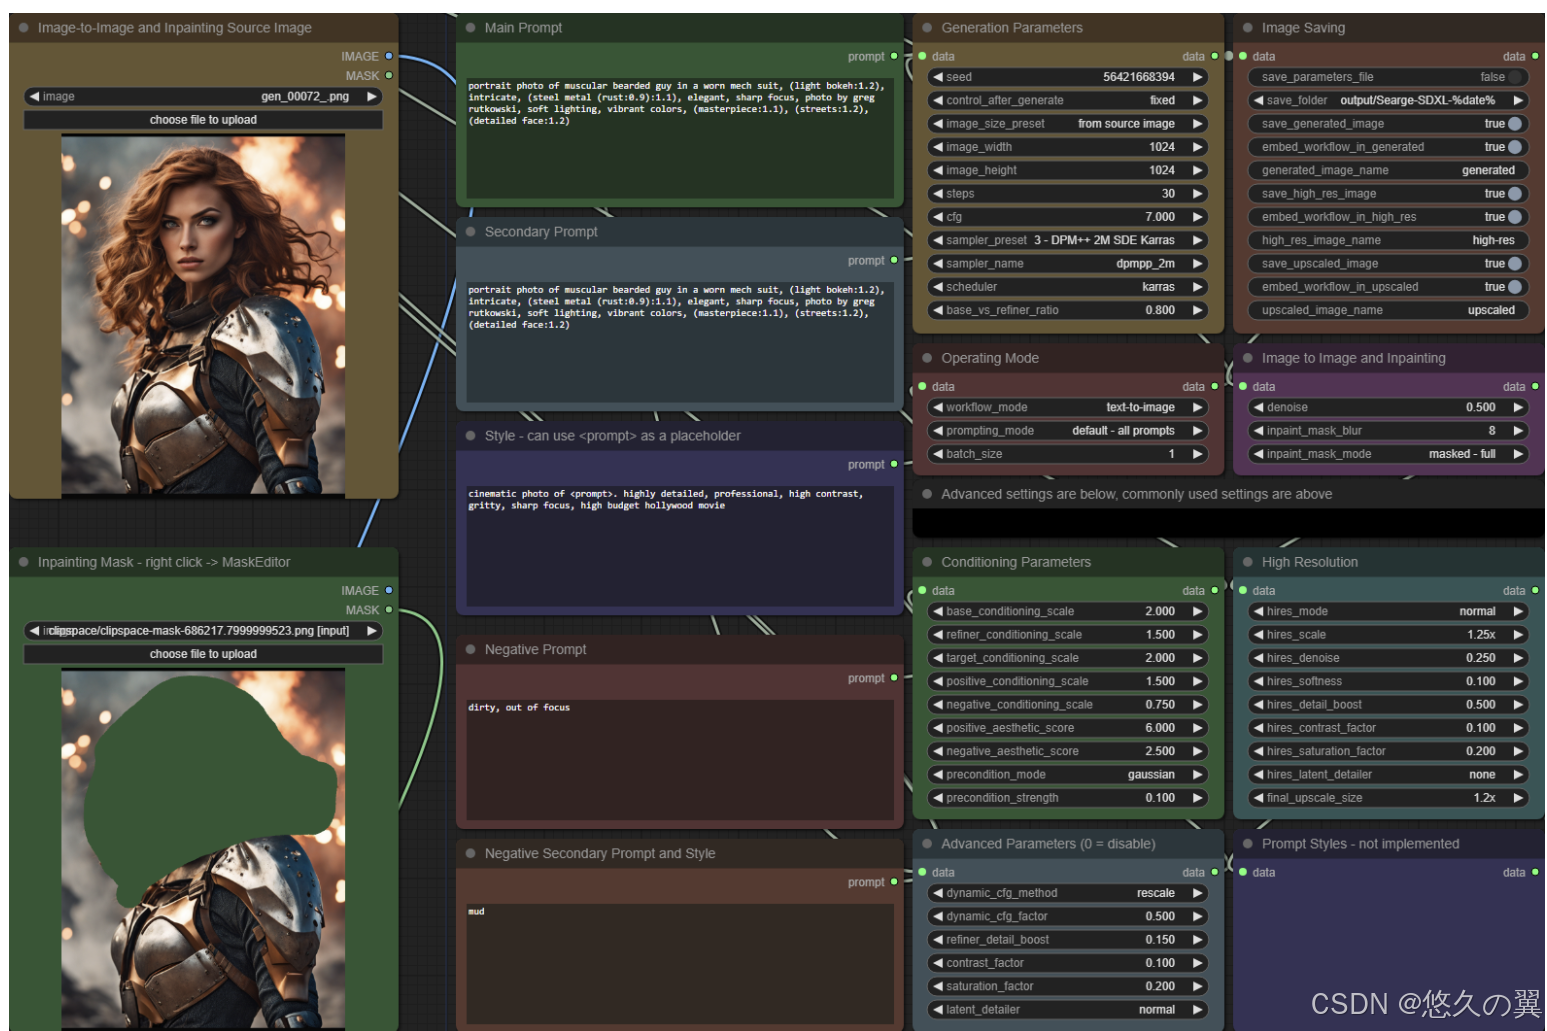 Image-to-Image and Inpainting Source Image
IMAGE
MASK
image gen_00072_.png
choose file to upload
Inpainting Mask - right click -> MaskEditor
IMAGE
MASK
clipspace/clipspace-mask-686217.7999999523.png [input]
choose file to upload
Main Prompt
prompt
portrait photo of muscular bearded guy in a worn mech suit, (light bokeh:1.2),
intricate, (steel metal (rust:0.9):1.1), elegant, sharp focus, photo by greg
rutkowski, soft lighting, vibrant colors, (masterpiece:1.1), (streets:1.2),
(detailed face:1.2)
Secondary Prompt
prompt
portrait photo of muscular bearded guy in a worn mech suit, (light bokeh:1.2),
intricate, (steel metal (rust:0.9):1.1), elegant, sharp focus, photo by greg
rutkowski, soft lighting, vibrant colors, (masterpiece:1.1), (streets:1.2),
(detailed face:1.2)
Style - can use <prompt> as a placeholder
prompt
cinematic photo of <prompt>. highly detailed, professional, high contrast,
gritty, sharp focus, high budget hollywood movie
Negative Prompt
prompt
dirty, out of focus
Negative Secondary Prompt and Style
prompt
mud
Generation Parameters
data data
seed 56421668394
control_after_generate fixed
image_size_preset from source image
image_width 1024
image_height 1024
steps 30
cfg 7.000
sampler_preset 3 - DPM++ 2M SDE Karras
sampler_name dpmpp_2m
scheduler karras
base_vs_refiner_ratio 0.800
Image Saving
data data
save_parameters_file false
save_folder output/Searge-SDXL-%date%
save_generated_image true
embed_workflow_in_generated true
generated_image_name generated
save_high_res_image true
embed_workflow_in_high_res true
high_res_image_name high-res
save_upscaled_image true
embed_workflow_in_upscaled true
upscaled_image_name upscaled
Operating Mode
data data
workflow_mode text-to-image
prompting_mode default - all prompts
batch_size 1
Image to Image and Inpainting
data data
denoise 0.500
inpaint_mask_blur 8
inpaint_mask_mode masked - full
Advanced settings are below, commonly used settings are above
Conditioning Parameters
data data
base_conditioning_scale 2.000
refiner_conditioning_scale 1.500
target_conditioning_scale 2.000
positive_conditioning_scale 1.500
negative_conditioning_scale 0.750
positive_aesthetic_score 6.000
negative_aesthetic_score 2.500
precondition_mode gaussian
precondition_strength 0.100
High Resolution
data data
hires_mode normal
hires_scale 1.25x
hires_denoise 0.250
hires_softness 0.100
hires_detail_boost 0.500
hires_contrast_factor 0.100
hires_saturation_factor 0.200
hires_latent_detailer none
final_upscale_size 1.2x
Advanced Parameters (0 = disable)
data data
dynamic_cfg_method rescale
dynamic_cfg_factor 0.500
refiner_detail_boost 0.150
contrast_factor 0.100
saturation_factor 0.200
latent_detailer normal
Prompt Styles - not implemented
data data
CSDN @悠久の翼